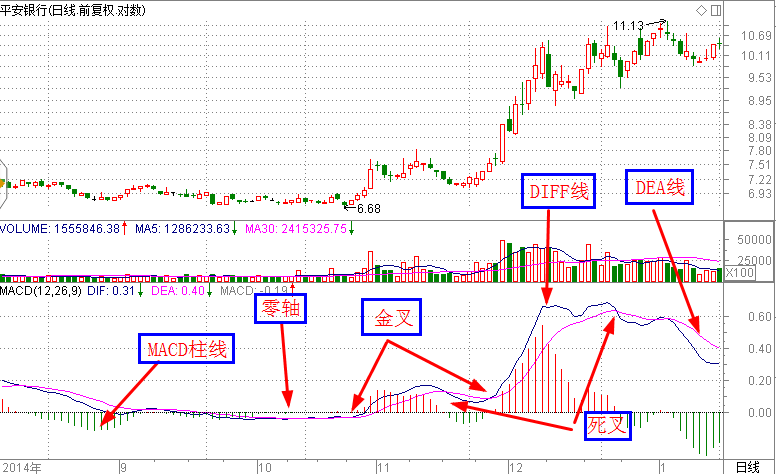 平安银行(日线.前复权.对数)
11.13
10.69
10.11
9.53
8.95
8.38
8.09
7.80
7.51
7.22
6.93
6.68
DIFF线
DEA线
VOLUME: 1555846.38 MA5: 1286233.63 MA30: 2415325.75
50000
25000
X100
MACD(12,26,9) DIF: 0.31 DEA: 0.40 MACD: -0.19
零轴
金叉
MACD柱线
0.60
0.40
0.20
0.00
死叉
2014年 9 10 11 12 1 日线